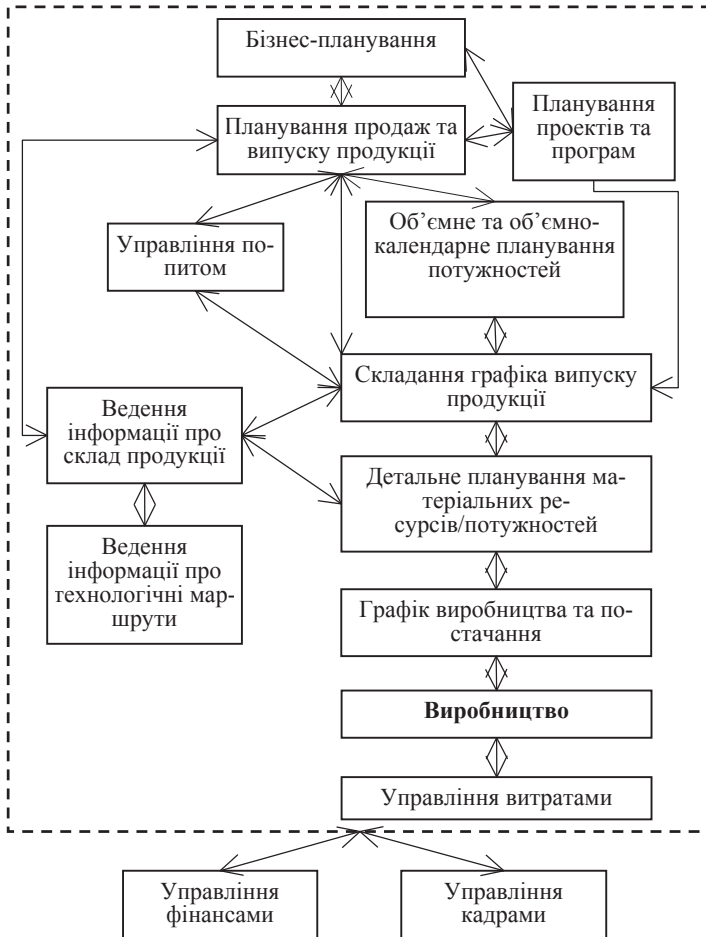 Бізнес-планування
Планування продаж та
випуску продукції
Планування
проектів та
програм
Управління по-
питом
Об’ємне та об’ємно-
календарне планування
потужностей
Складання графіка випуску
продукції
Ведення
інформації про
склад продукції
Детальне планування ма-
теріальних ре-
сурсів/потужностей
Ведення
інформації про
технологічні мар-
шрути
Графік виробництва та по-
стачання
Виробництво
Управління витратами
Управління
фінансами
Управління
кадрами